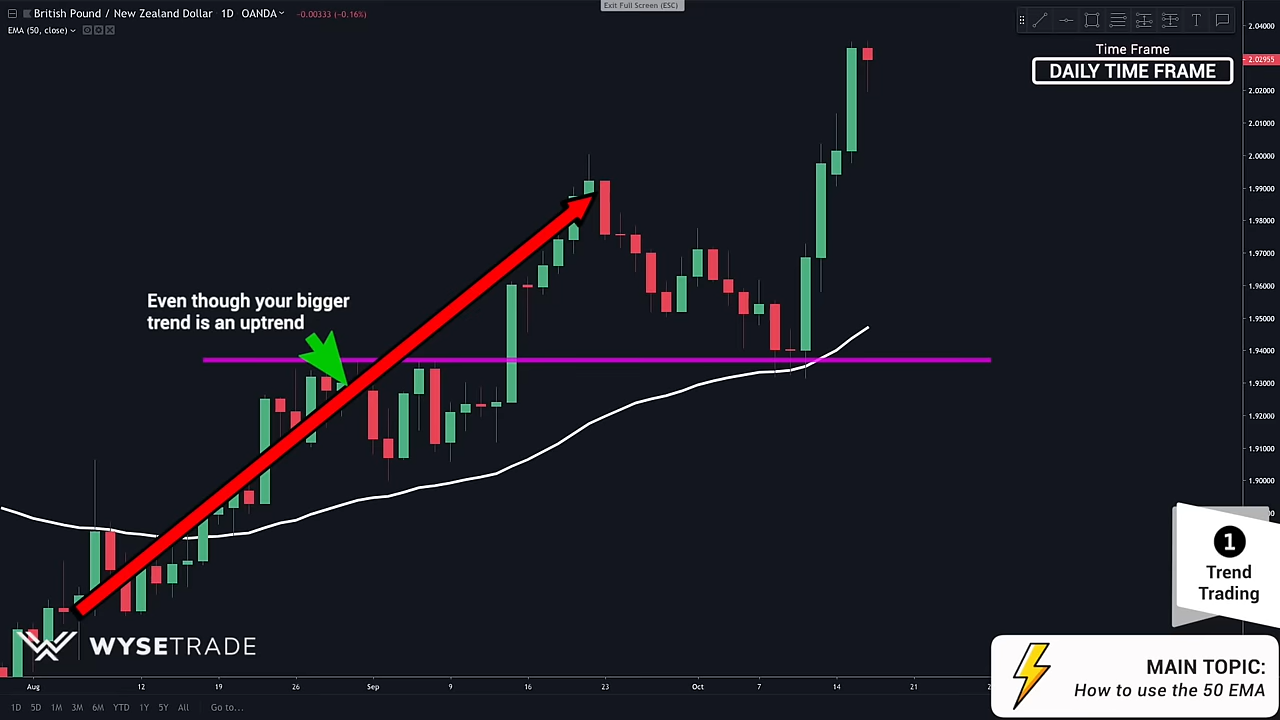 Exit Full Screen (ESC)
British Pound / New Zealand Dollar 1D OANDA -0.00333 (-0.16%)
EMA (50, close)
Time Frame
DAILY TIME FRAME
2.04000
2.02955
2.02000
2.01000
2.00000
1.99000
1.98000
1.97000
1.96000
1.95000
1.94000
1.93000
1.92000
1.91000
1.90000
Even though your bigger
trend is an uptrend
1
Trend
Trading
WYSETRADE
MAIN TOPIC:
How to use the 50 EMA
Aug 12 19 26 Sep 9 16 23 Oct 7 14 21
1D 5D 1M 3M 6M YTD 1Y 5Y All Go to...